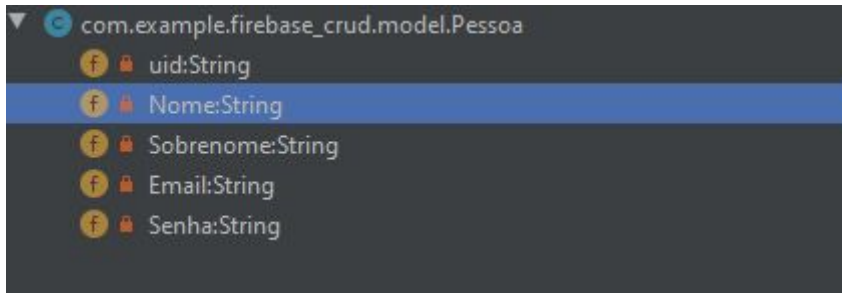 com.example.firebase_crud.model.Pessoa
uid:String
Nome:String
Sobrenome:String
Email:String
Senha:String